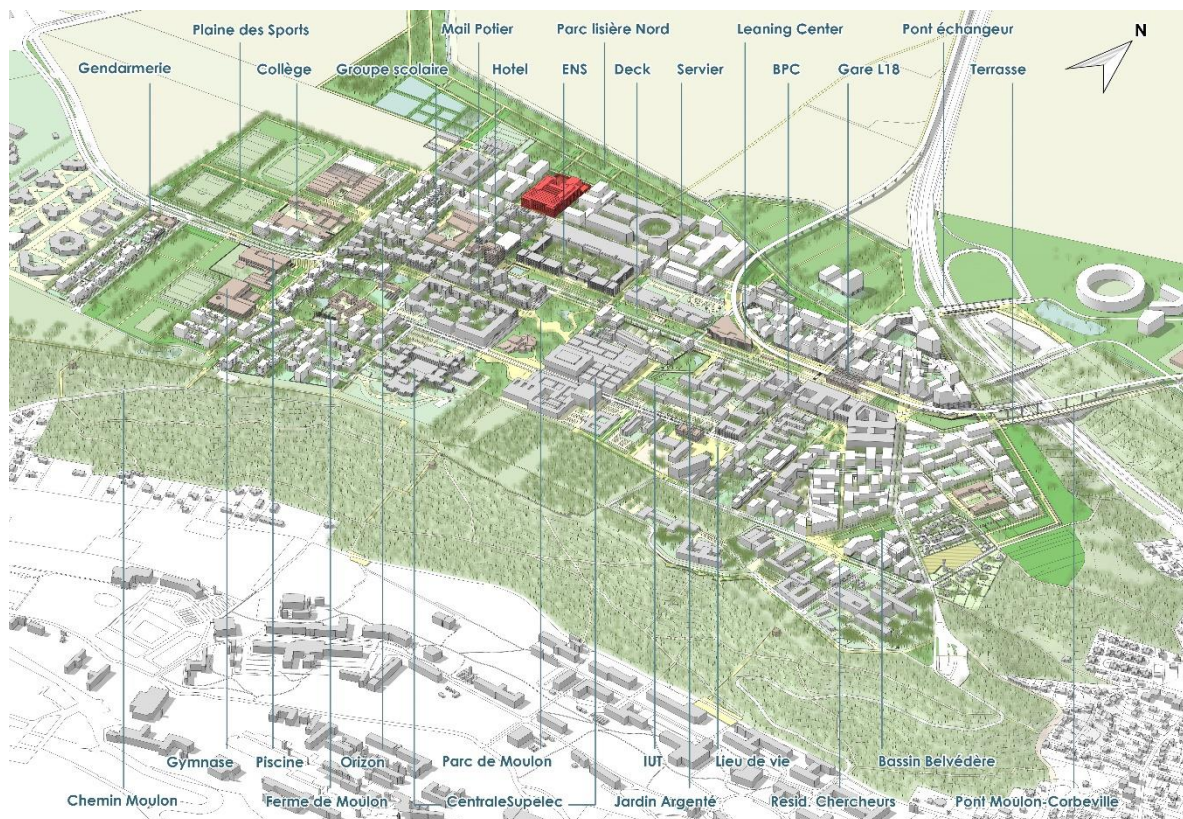 Plaine des Sports Mail Potier Parc lisière Nord Leaning Center Pont échangeur N
Gendarmerie Collège Groupe scolaire Hotel ENS Deck Servier BPC Gare L18 Terrasse
Gymnase Piscine Orizon Parc de Moulon IUT Lieu de vie Bassin Belvédère
Chemin Moulon Ferme de Moulon CentraleSupelec Jardin Argenté Résid. Chercheurs Pont Moulon-Corbeville